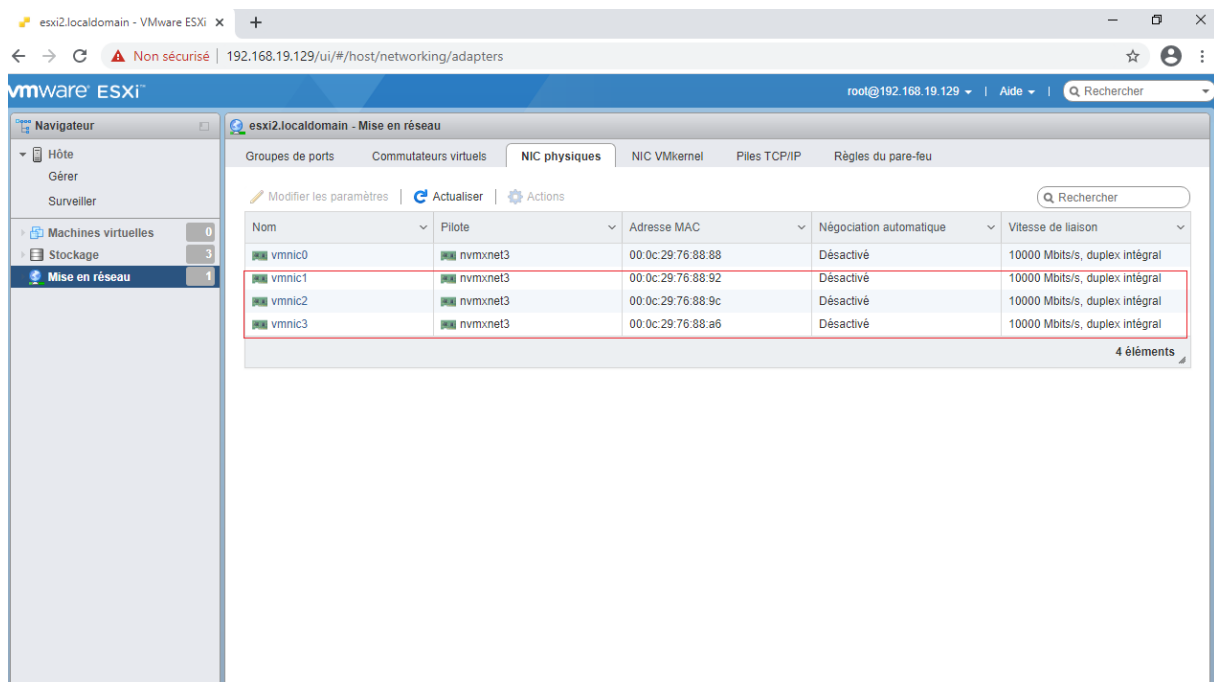 esxi2.localdomain - VMware ESXi
Non sécurisé 192.168.19.129/ui/#/host/networking/adapters
vmware ESXi™
root@192.168.19.129 Aide Rechercher
Navigateur
esxi2.localdomain - Mise en réseau
Hôte
Gérer
Surveiller
Machines virtuelles 0
Stockage 3
Mise en réseau 1
Groupes de ports Commutateurs virtuels NIC physiques NIC VMkernel Piles TCP/IP Règles du pare-feu
Modifier les paramètres Actualiser Actions Rechercher
Nom Pilote Adresse MAC Négociation automatique Vitesse de liaison
vmnic0 nvmxnet3 00:0c:29:76:88:88 Désactivé 10000 Mbits/s, duplex intégral
vmnic1 nvmxnet3 00:0c:29:76:88:92 Désactivé 10000 Mbits/s, duplex intégral
vmnic2 nvmxnet3 00:0c:29:76:88:9c Désactivé 10000 Mbits/s, duplex intégral
vmnic3 nvmxnet3 00:0c:29:76:88:a6 Désactivé 10000 Mbits/s, duplex intégral
4 éléments